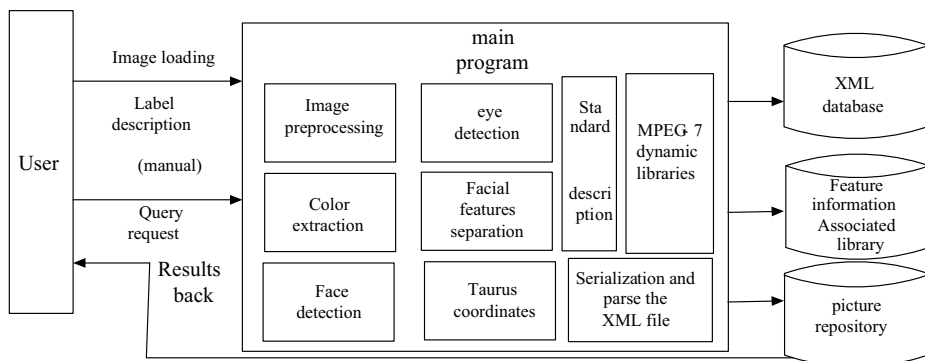 User
Image loading
Label
description
(manual)
Query
request
Results
back
main
program
Image
preprocessing
eye
detection
Sta
ndard
descri
ption
MPEG- 7
dynamic
libraries
Color
extraction
Facial
features
separation
Face
detection
Taurus
coordinates
Serialization and
parse the
XML file
XML
database
Feature
information
Associated
library
picture
repository